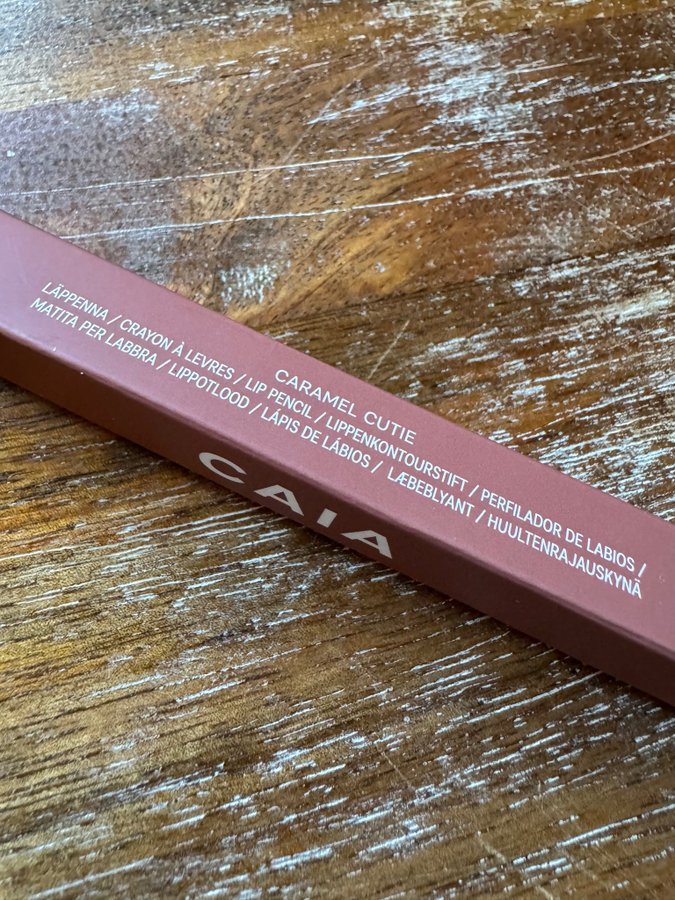 CARAMEL CUTIE
LÄPPENNA / CRAYON À LEVRES / LIP PENCIL / LIPPENKONTOURSTIFT / PERFILADOR DE LABIOS /
MATITA PER LABBRA / LIPPOTLOOD / LÁPIS DE LÁBIOS / LÆBEBLYANT / HUULTENRAJAUSKYNÄ
CAIA